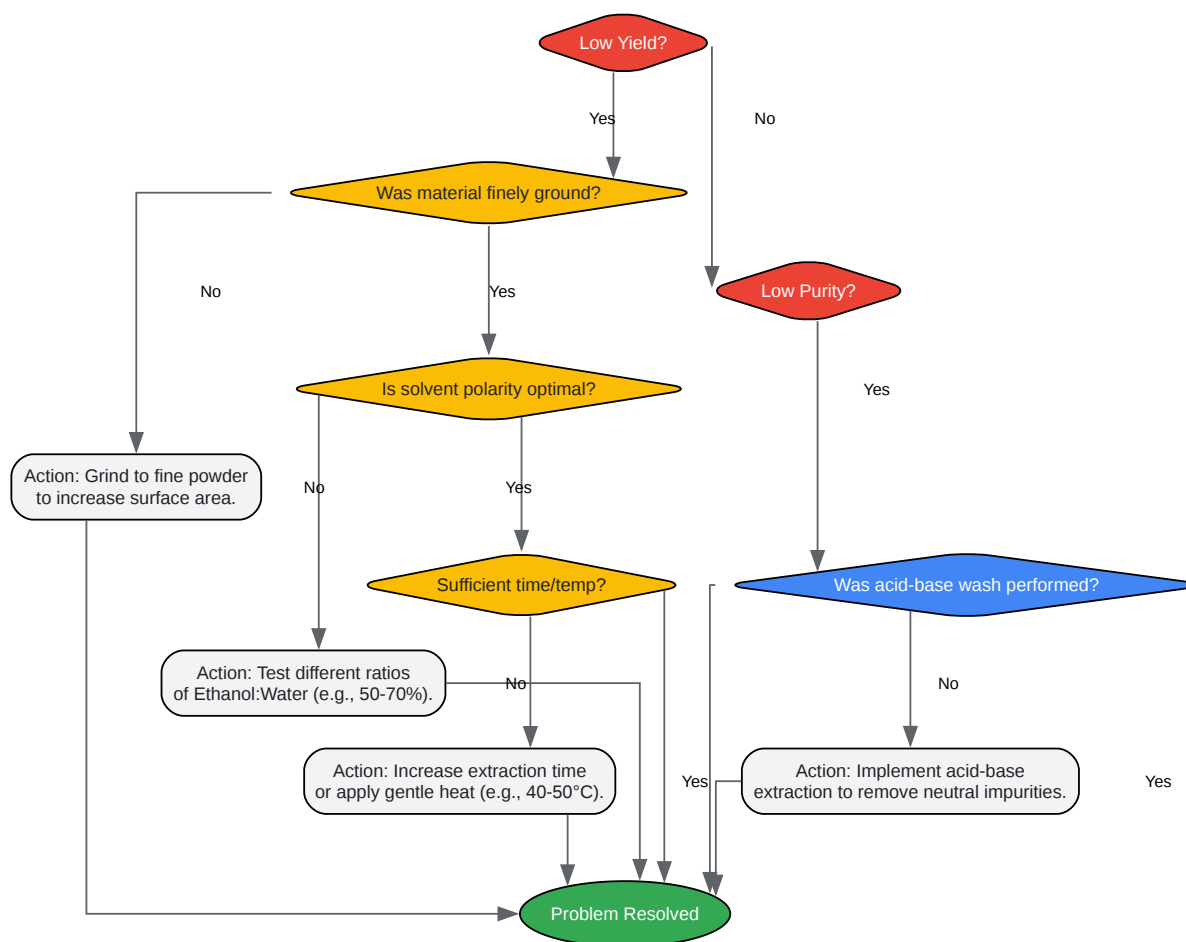 Low Yield?
Yes
No
Was material finely ground?
No
Yes
Low Purity?
Is solvent polarity optimal?
Yes
Action: Grind to fine powder
to increase surface area.
No
Yes
Sufficient time/temp?
Was acid-base wash performed?
Action: Test different ratios
of Ethanol:Water (e.g., 50-70%).
No
No
Action: Increase extraction time
or apply gentle heat (e.g., 40-50°C).
Yes
Action: Implement acid-base
extraction to remove neutral impurities.
Yes
Problem Resolved